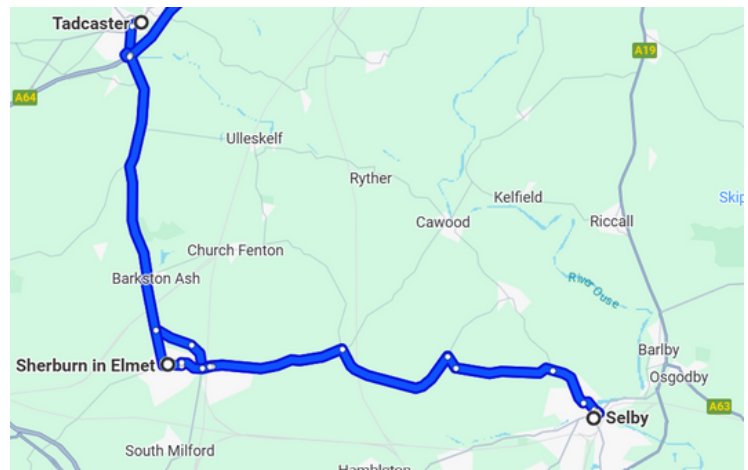 Tadcaster
A19
A64
Ulleskelf
Ryther
Kelfield
Skip
Cawood
Riccall
Church Fenton
Barkston Ash
River Ouse
Sherburn in Elmet
Barlby
Osgodby
A63
Selby
South Milford
Hambleton